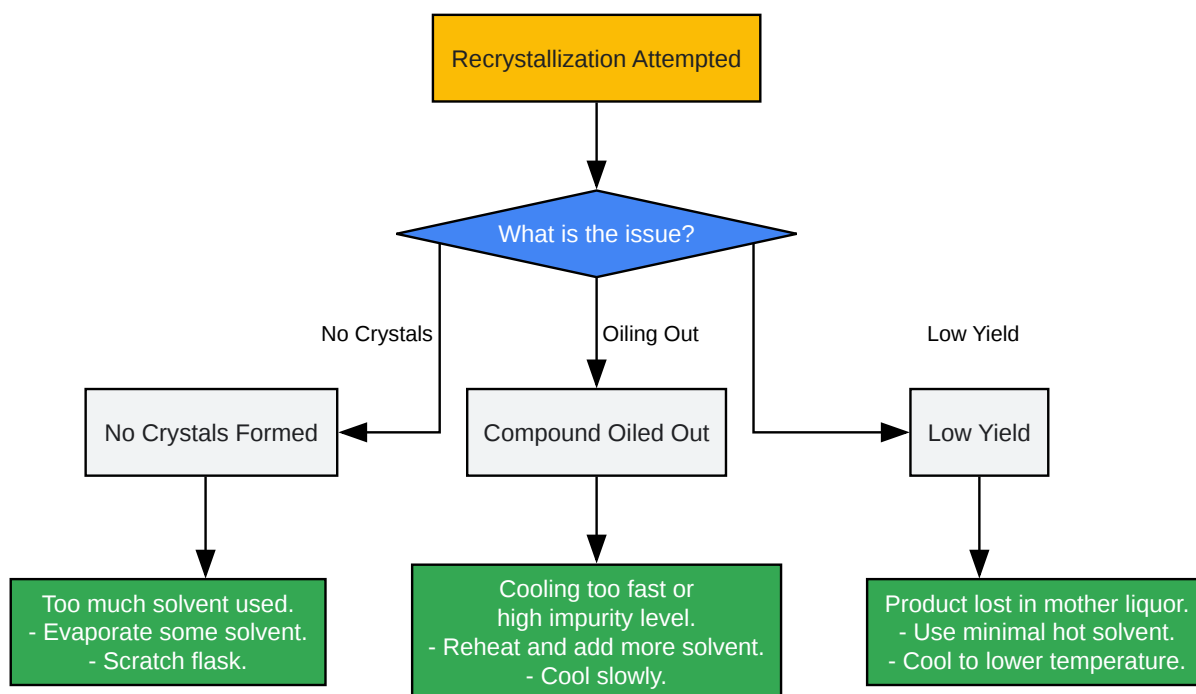 Recrystallization Attempted
What is the issue?
No Crystals
Oiling Out
Low Yield
No Crystals Formed
Compound Oiled Out
Low Yield
Too much solvent used.
- Evaporate some solvent.
- Scratch flask.
Cooling too fast or
high impurity level.
- Reheat and add more solvent.
- Cool slowly.
Product lost in mother liquor.
- Use minimal hot solvent.
- Cool to lower temperature.